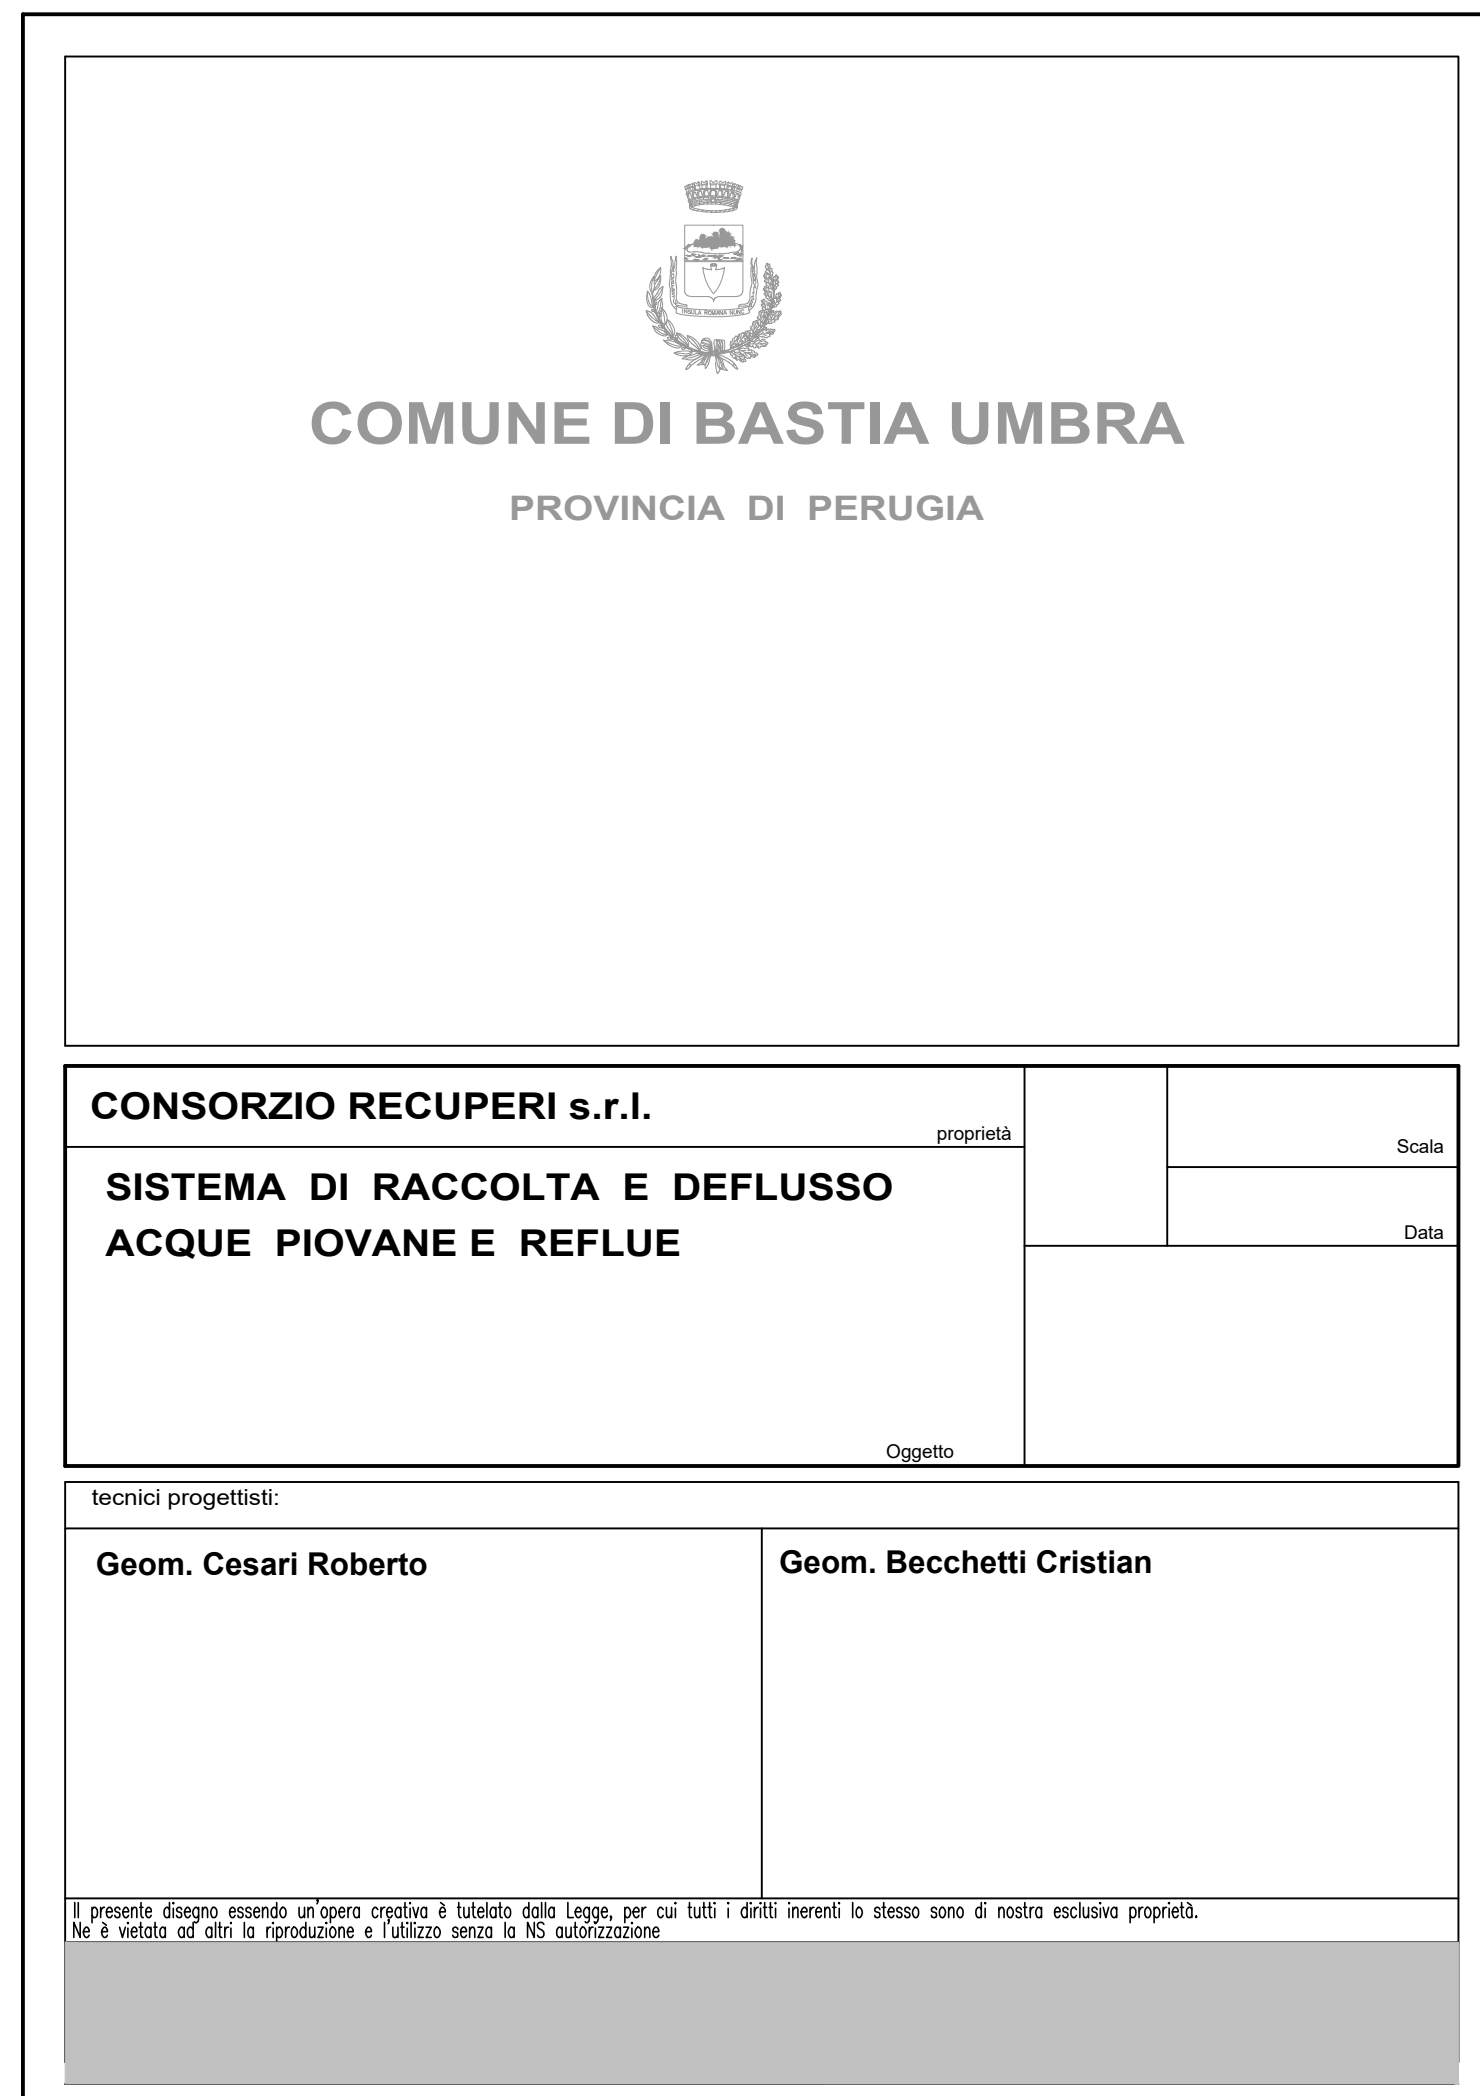 INSULA ROMANA NUNC
COMUNE DI BASTIA UMBRA
PROVINCIA DI PERUGIA
CONSORZIO RECUPERI s.r.l.
proprietà
Scala
SISTEMA DI RACCOLTA E DEFLUSSO
ACQUE PIOVANE E REFLUE
Data
Oggetto
tecnici progettisti:
Geom. Cesari Roberto
Geom. Becchetti Cristian
Il presente disegno essendo un'opera creativa è tutelato dalla Legge, per cui tutti i diritti inerenti lo stesso sono di nostra esclusiva proprietà.
Ne è vietata ad altri la riproduzione e l'utilizzo senza la NS autorizzazione